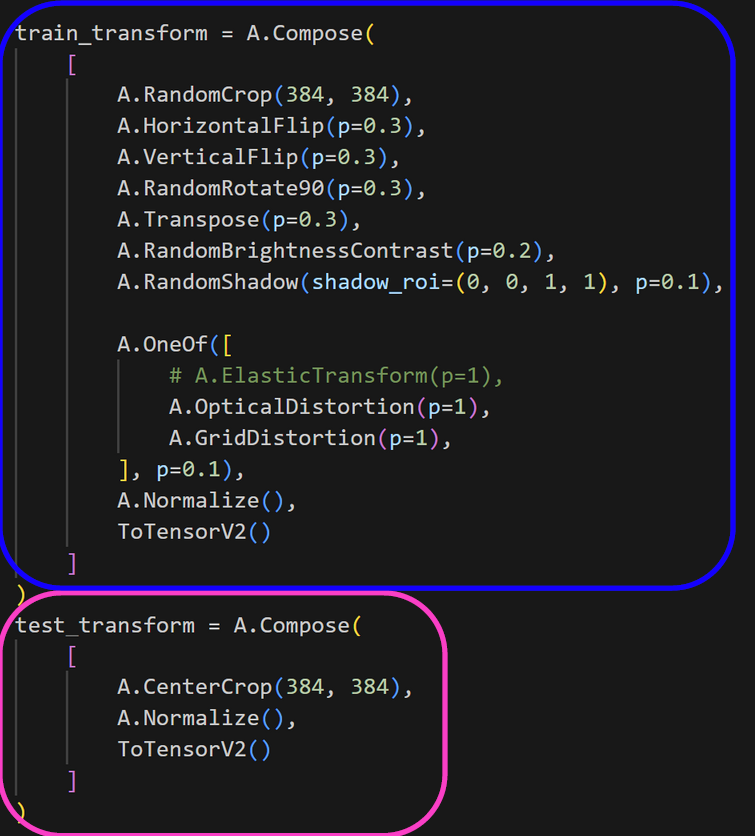 train_transform = A.Compose(
    [
        A.RandomCrop(384, 384),
        A.HorizontalFlip(p=0.3),
        A.VerticalFlip(p=0.3),
        A.RandomRotate90(p=0.3),
        A.Transpose(p=0.3),
        A.RandomBrightnessContrast(p=0.2),
        A.RandomShadow(shadow_roi=(0, 0, 1, 1), p=0.1),

        A.OneOf([
            # A.ElasticTransform(p=1),
            A.OpticalDistortion(p=1),
            A.GridDistortion(p=1),
        ], p=0.1),
        A.Normalize(),
        ToTensorV2()
    ]
)
test_transform = A.Compose(
    [
        A.CenterCrop(384, 384),
        A.Normalize(),
        ToTensorV2()
    ]
)